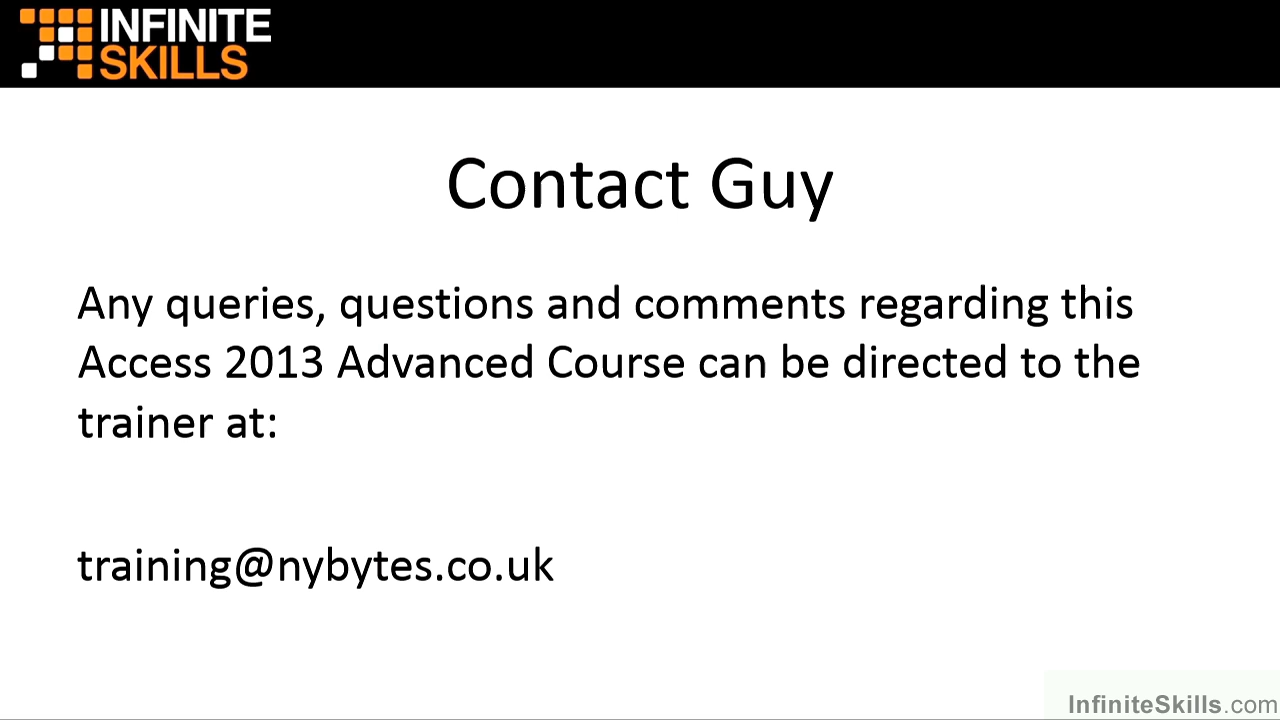 INFINITE
SKILLS
Contact Guy
Any queries, questions and comments regarding this
Access 2013 Advanced Course can be directed to the
trainer at:
training@nybytes.co.uk
InfiniteSkills.com